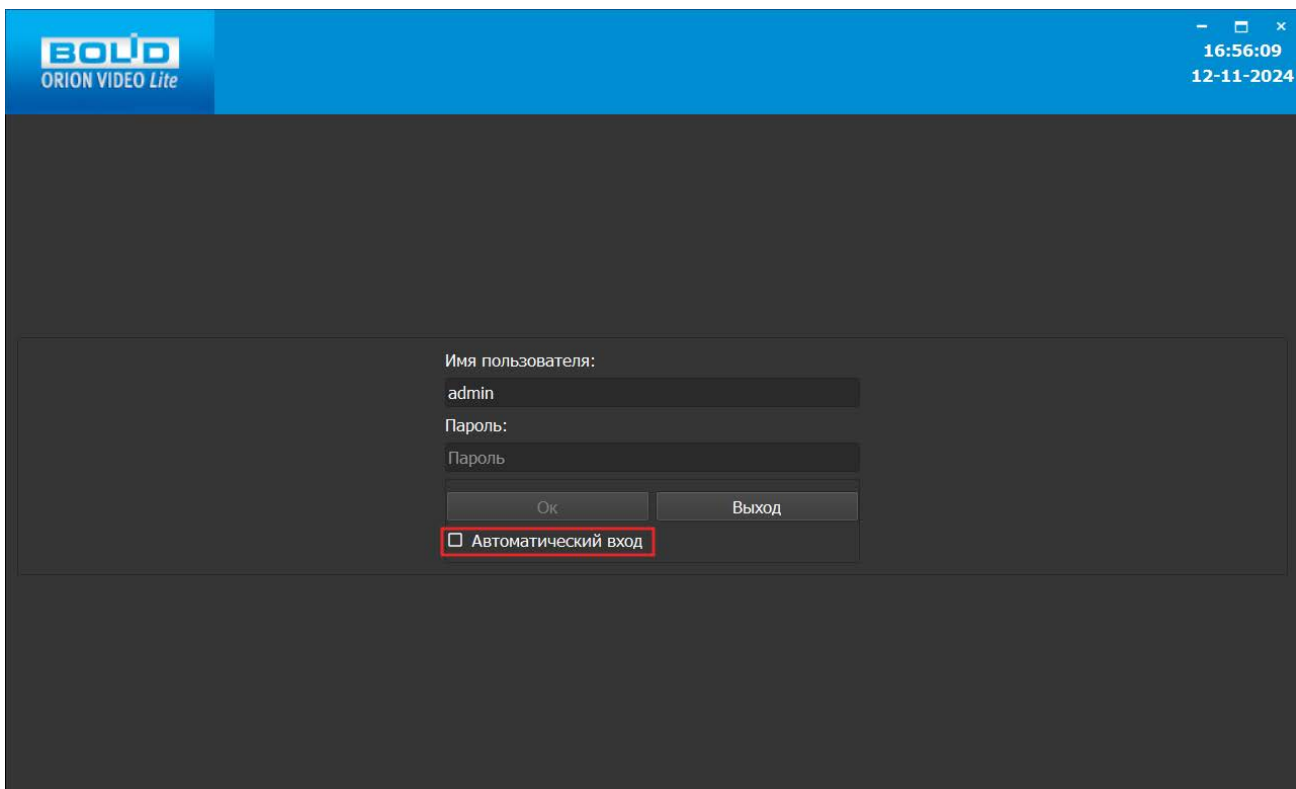 BOLID
ORION VIDEO Lite
16:56:09
12-11-2024
Имя пользователя:
admin
Пароль:
Пароль
Ок Выход
Автоматический вход